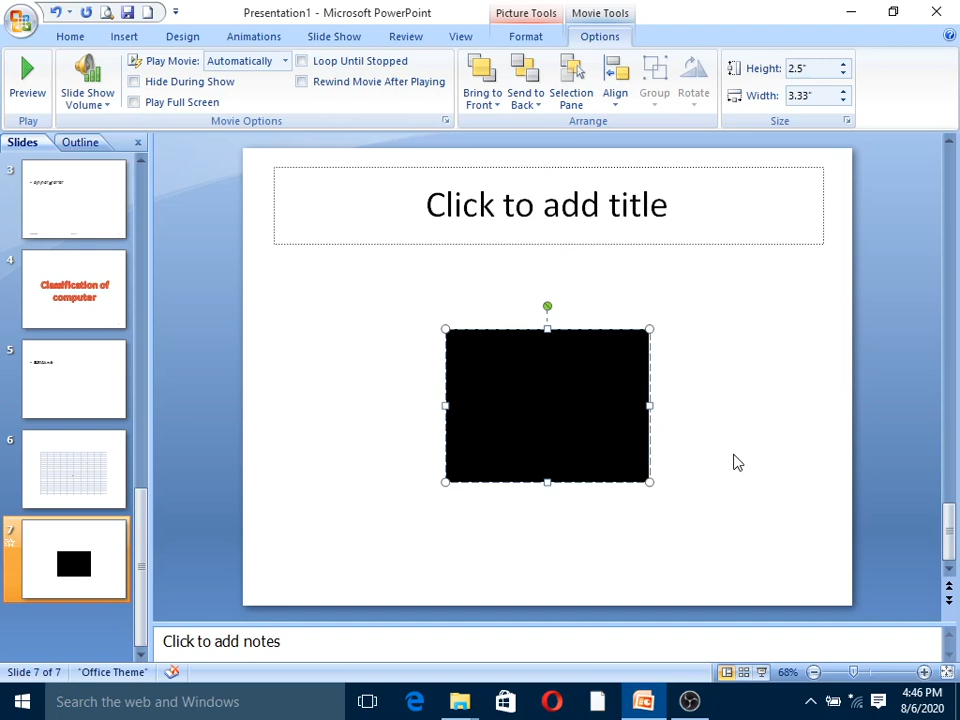 Presentation1 - Microsoft PowerPoint
Picture Tools
Movie Tools
Home
Insert
Design
Animations
Slide Show
Review
View
Format
Options
Preview
Play
Slide Show
Volume
Play Movie:
Automatically
Hide During Show
Play Full Screen
Loop Until Stopped
Rewind Movie After Playing
Movie Options
Bring to
Front
Send to
Back
Selection
Pane
Align
Group
Rotate
Arrange
Height:
2.5"
Width:
3.33"
Size
Slides
Outline
3
4
Classification of
computer
5
6
7
Click to add title
Click to add notes
Slide 7 of 7
"Office Theme"
68%
Search the web and Windows
4:46 PM
8/6/2020